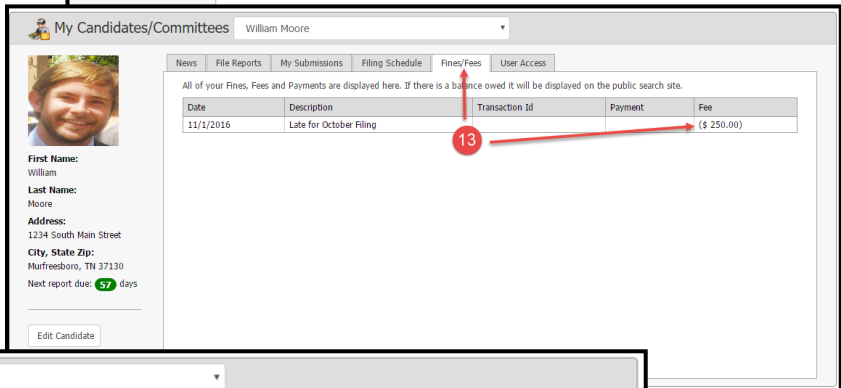 My Candidates/Committees William Moore
News File Reports My Submissions Filing Schedule Fines/Fees User Access
All of your Fines, Fees and Payments are displayed here. If there is a balance owed it will be displayed on the public search site.
Date Description Transaction Id Payment Fee
11/1/2016 Late for October Filing ($ 250.00)
13
First Name:
William
Last Name:
Moore
Address:
1234 South Main Street
City, State Zip:
Murfreesboro, TN 37130
Next report due: 57 days
Edit Candidate